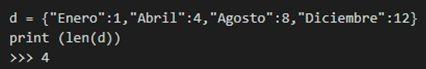 d = {"Enero":1,"Abril":4,"Agosto":8,"Diciembre":12}
print (len(d))
>>> 4